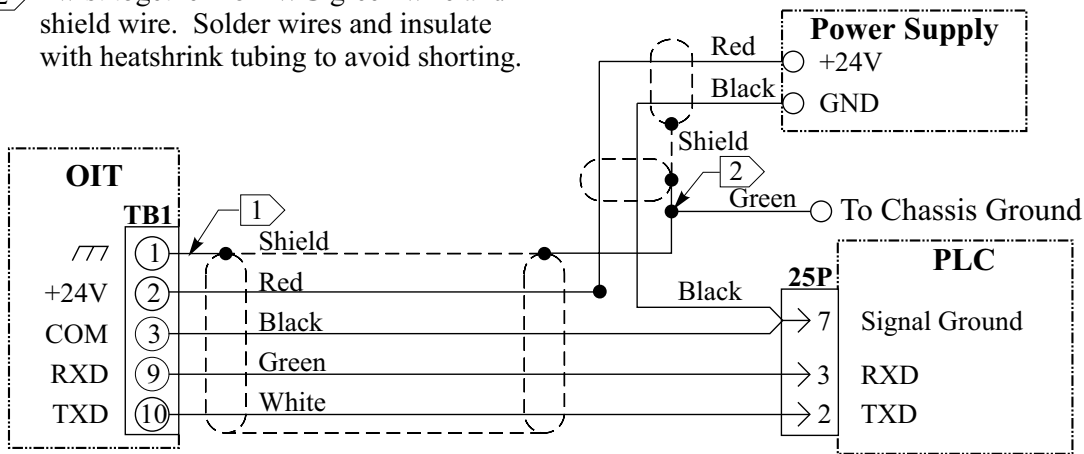 shield wire.  Solder wires and insulate
with heatshrink tubing to avoid shorting.
Power Supply
Red
+24V
Black
GND
Shield
2
Green
To Chassis Ground
OIT
TB1
1
1
Shield
+24V
2
Red
COM
3
Black
RXD
9
Green
TXD
10
White
PLC
25P
Black
7
Signal Ground
3
RXD
2
TXD